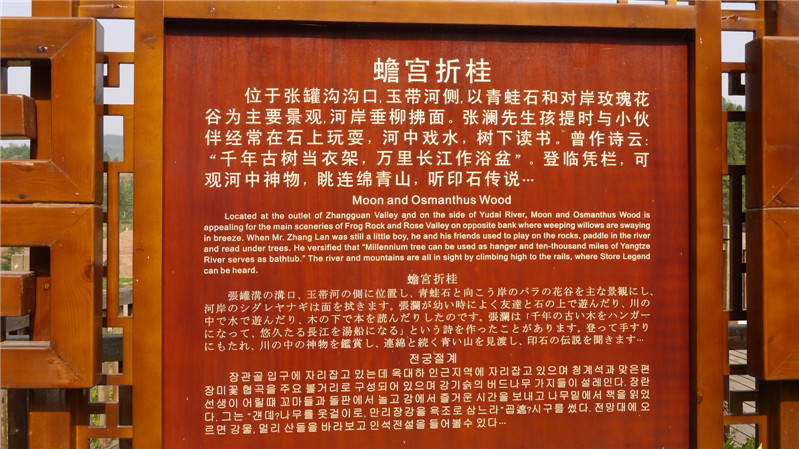 蟾宫折桂
位于张罐沟沟口,玉带河侧,以青蛙石和对岸玫瑰花
谷为主要景观,河岸垂柳拂面。张澜先生孩提时与小伙
伴经常在石上玩耍，河中戏水，树下读书。曾作诗云:
“千年古树当衣架，万里长江作浴盆”。登临凭栏，可
观河中神物，眺连绵青山，听印石传说…
Moon and Osmanthus Wood
Located at the outlet of Zhangguan Valley and on the side of Yudai River, Moon and Osmanthus Wood is
appealing for the main sceneries of Frog Rock and Rose Valley on opposite bank where weeping willows are swaying
in breeze. When Mr. Zhang Lan was still a little boy, he and his friends used to play on the rocks, paddle in the river
and read under trees. He versified that "Millennium tree can be used as hanger and ten-thousand miles of Yangtze
River serves as bathtub." The river and mountains are all in sight by climbing high to the rails, where Store Legend
can be heard.
蟾宮折桂
張罐溝の溝口、玉帯河の側に位置し、青蛙石と向こう岸のバラの花谷を主な景観にし、
河岸のシダレヤナギは面を拭きます。張瀾が幼い時によく友達と石の上で遊んだり、川の
中で水で遊んだり、木の下で本を読んだりしたのです。張瀾は「千年の古い木をハンガー
になって、悠久たる長江を湯船になる」という詩を作ったことがあります。登って手すり
にもたれ、川の中の神物を鑑賞し、連綿と続く青い山を見渡し、印石の伝説を聞きます…
전궁절계
장관골 입구에 자리잡고 있는데 옥대하 인근지역에 자리잡고 있으며 청계석과 맞은편
장미꽃 협곡을 주요 볼거리로 구성되어 있으며 강기슭의 버드나무 가지들이 설레인다. 장란
선생이 어릴때 꼬마들과 돌판에서 놀고 강에서 즐거운 시간을 보내고 나무밑에서 책을 읽었
다. 그는 “갠뎨?나무를 옷걸이로, 만리장강을 욕조로 삼느라”곱遮?시구를 썼다. 전망대에 오
르면 강물, 멀리 산들을 바라보고 인석전설을 들어볼수 있다…